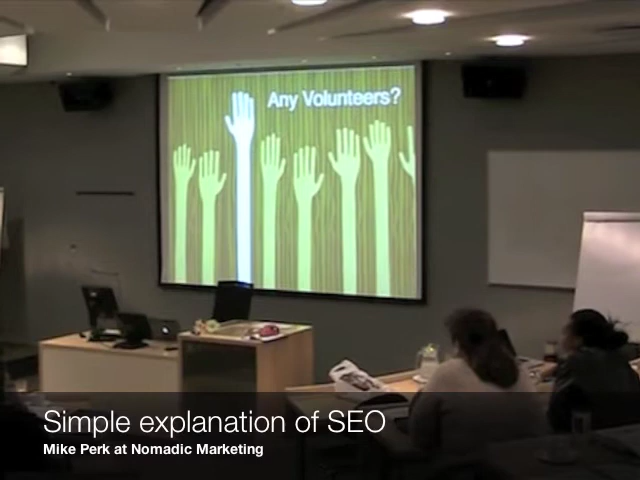 Any Volunteers?
Simple explanation of SEO
Mike Perk at Nomadic Marketing